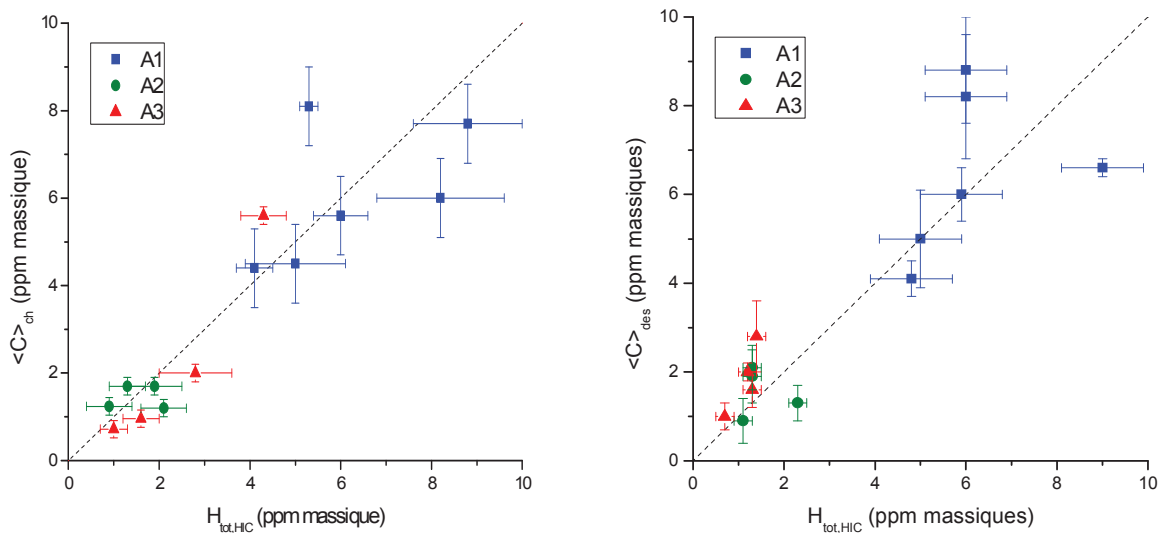 10
8
6
4
2
0
<C>ch (ppm massique)
A1
A2
A3
0 2 4 6 8 10
Htot,HIC (ppm massique)
10
8
6
4
2
0
<C>des (ppm massiques)
A1
A2
A3
0 2 4 6 8 10
Htot,HIC (ppm massiques)